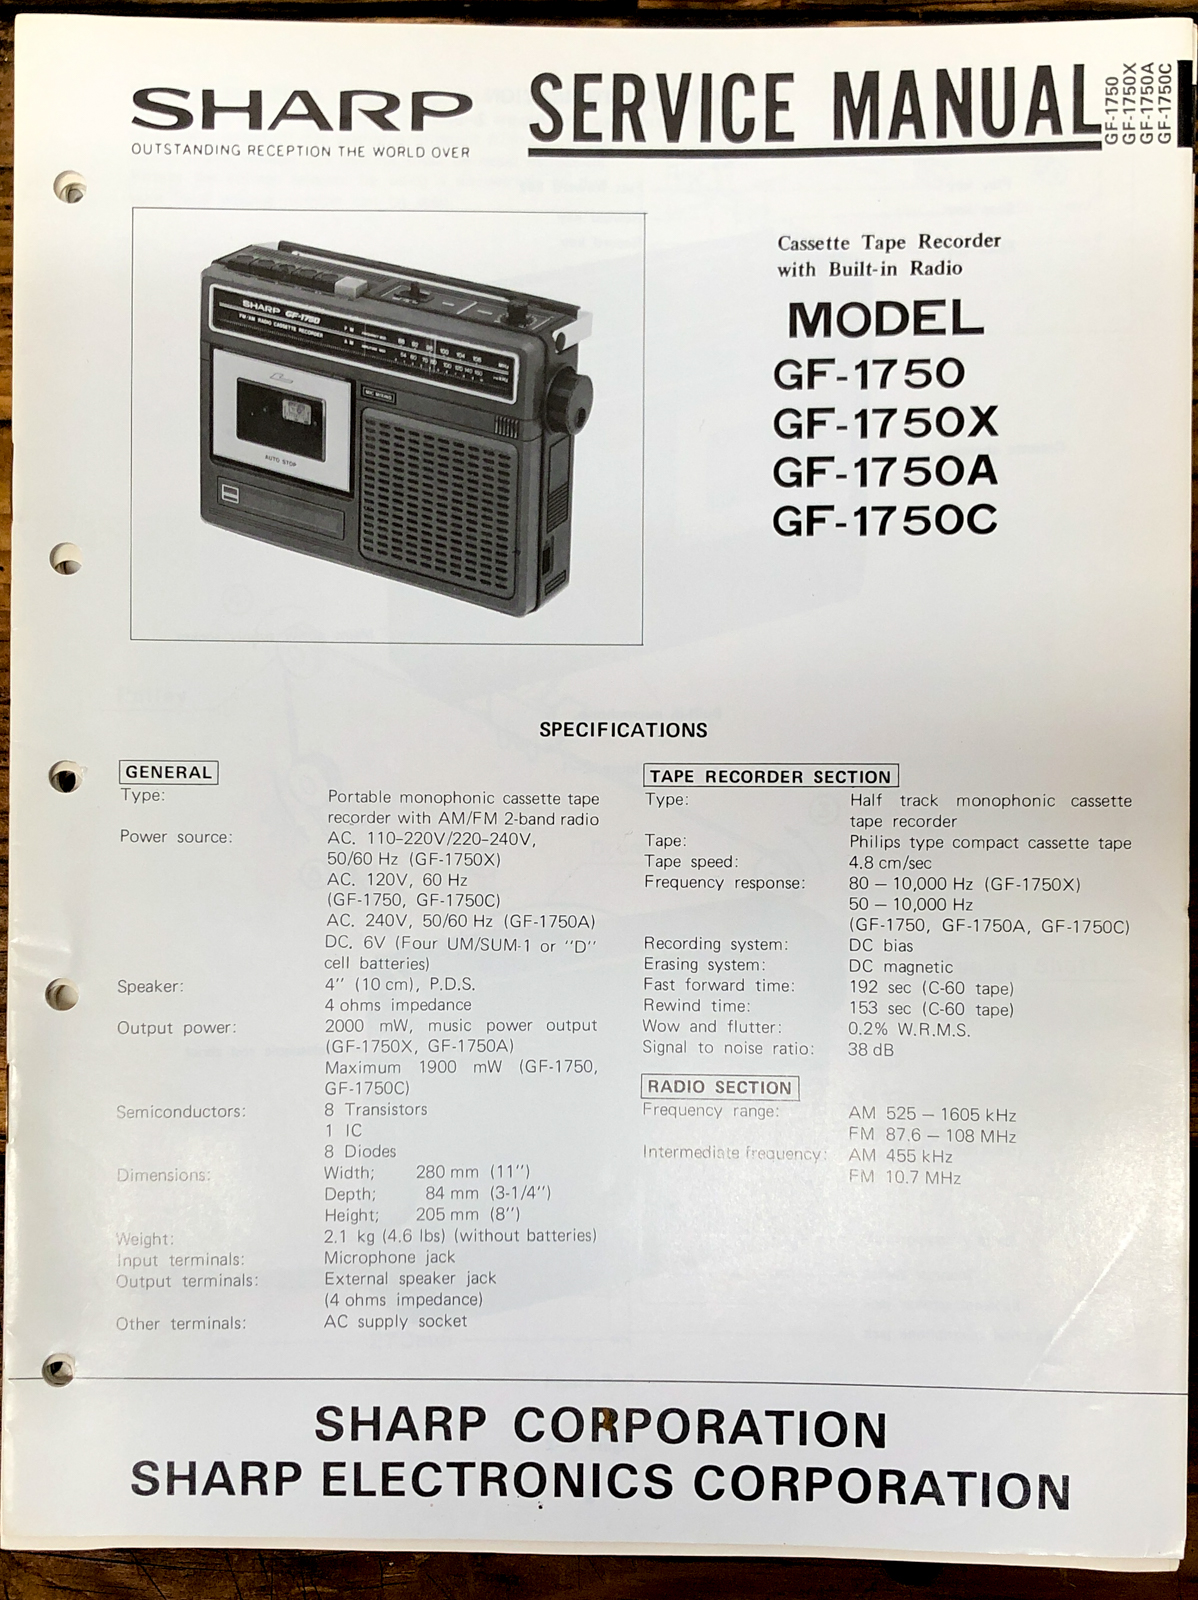 SHARP
OUTSTANDING RECEPTION THE WORLD OVER
SERVICE MANUAL
GF-1750
GF-1750X
GF-1750A
GF-1750C
SHARP GF-1750
FM/AM RADIO CASSETTE RECORDER
AUTO STOP
Cassette Tape Recorder
with Built-in Radio
MODEL
GF-1750
GF-1750X
GF-1750A
GF-1750C
SPECIFICATIONS
GENERAL
Type: Portable monophonic cassette tape
recorder with AM/FM 2-band radio
Power source: AC. 110–220V/220-240V,
50/60 Hz (GF-1750X)
AC. 120V, 60 Hz
(GF-1750, GF-1750C)
AC. 240V, 50/60 Hz (GF-1750A)
DC. 6V (Four UM/SUM-1 or "D"
cell batteries)
Speaker: 4" (10 cm), P.D.S.
4 ohms impedance
Output power: 2000 mW, music power output
(GF-1750X, GF-1750A)
Maximum 1900 mW (GF-1750,
GF-1750C)
Semiconductors: 8 Transistors
1 IC
8 Diodes
Dimensions: Width; 280 mm (11")
Depth; 84 mm (3-1/4")
Height; 205 mm (8")
Weight: 2.1 kg (4.6 lbs) (without batteries)
Input terminals: Microphone jack
Output terminals: External speaker jack
(4 ohms impedance)
Other terminals: AC supply socket
TAPE RECORDER SECTION
Type: Half track monophonic cassette
tape recorder
Tape: Philips type compact cassette tape
Tape speed: 4.8 cm/sec
Frequency response: 80 – 10,000 Hz (GF-1750X)
50 – 10,000 Hz
(GF-1750, GF-1750A, GF-1750C)
Recording system: DC bias
Erasing system: DC magnetic
Fast forward time: 192 sec (C-60 tape)
Rewind time: 153 sec (C-60 tape)
Wow and flutter: 0.2% W.R.M.S.
Signal to noise ratio: 38 dB
RADIO SECTION
Frequency range: AM 525 – 1605 kHz
FM 87.6 – 108 MHz
Intermediate frequency: AM 455 kHz
FM 10.7 MHz
SHARP CORPORATION
SHARP ELECTRONICS CORPORATION